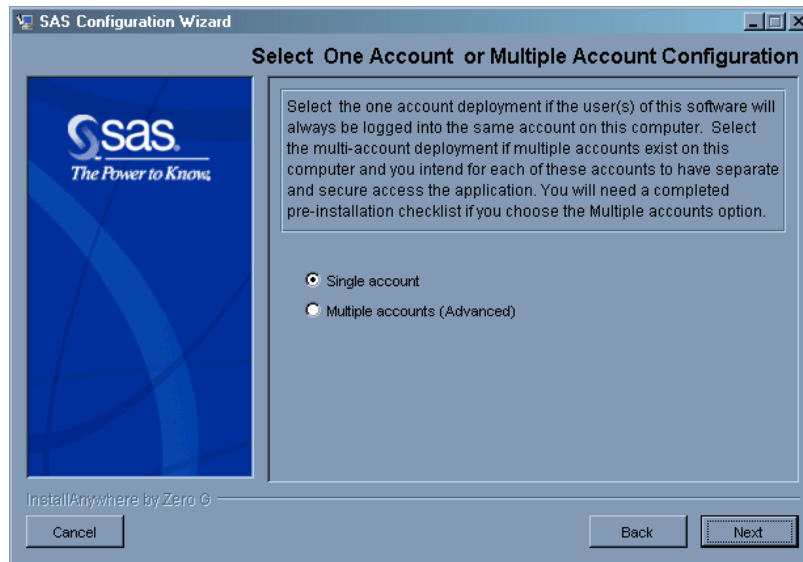 SAS Configuration Wizard
Select One Account or Multiple Account Configuration
sas.
The Power to Know
Select the one account deployment if the user(s) of this software will
always be logged into the same account on this computer. Select
the multi-account deployment if multiple accounts exist on this
computer and you intend for each of these accounts to have separate
and secure access the application. You will need a completed
pre-installation checklist if you choose the Multiple accounts option.
Single account
Multiple accounts (Advanced)
InstallAnywhere by Zero G
Cancel
Back
Next